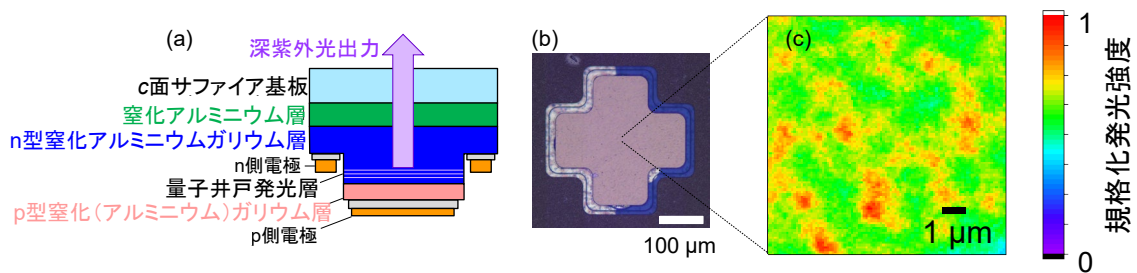 (a)
深紫外光出力
c面サファイア基板
窒化アルミニウム層
n型窒化アルミニウムガリウム層
n側電極
量子井戸発光層
p型窒化(アルミニウム)ガリウム層
p側電極
(b)
100 μm
(c)
1 μm
1
規格化発光強度
0